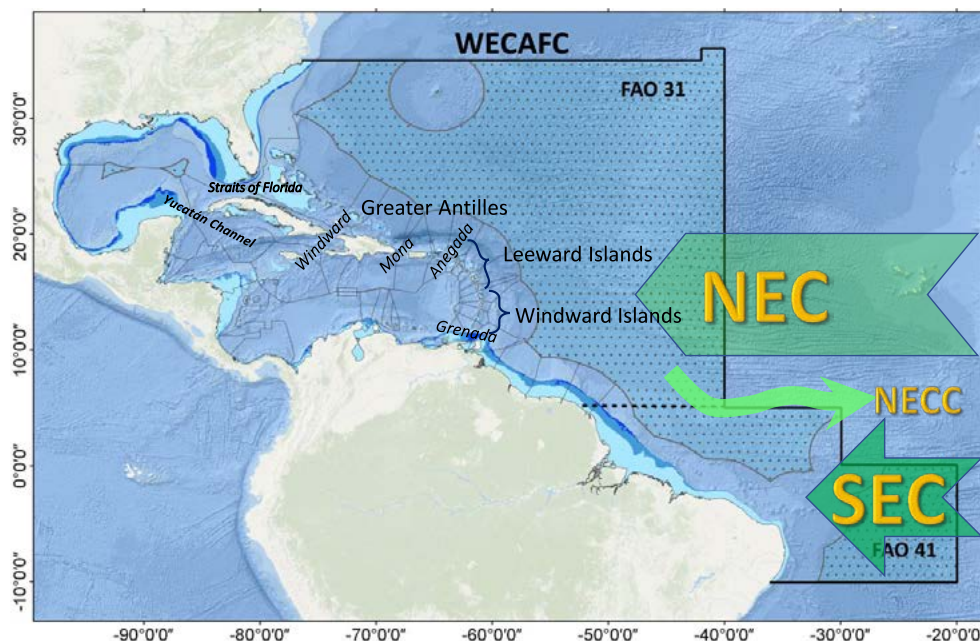 WECAFC
FAO 31
30°0'0"
Straits of Florida
Yucatán Channel
Greater Antilles
Windward
Mona
Anegada
20°0'0"
Leeward Islands
NEC
Windward Islands
Grenada
10°0'0"
NECC
0°0'0"
SEC
FAO 41
-10°0'0"
-90°0'0"
-80°0'0"
-70°0'0"
-60°0'0"
-50°0'0"
-40°0'0"
-30°0'0"
-20°0'0"